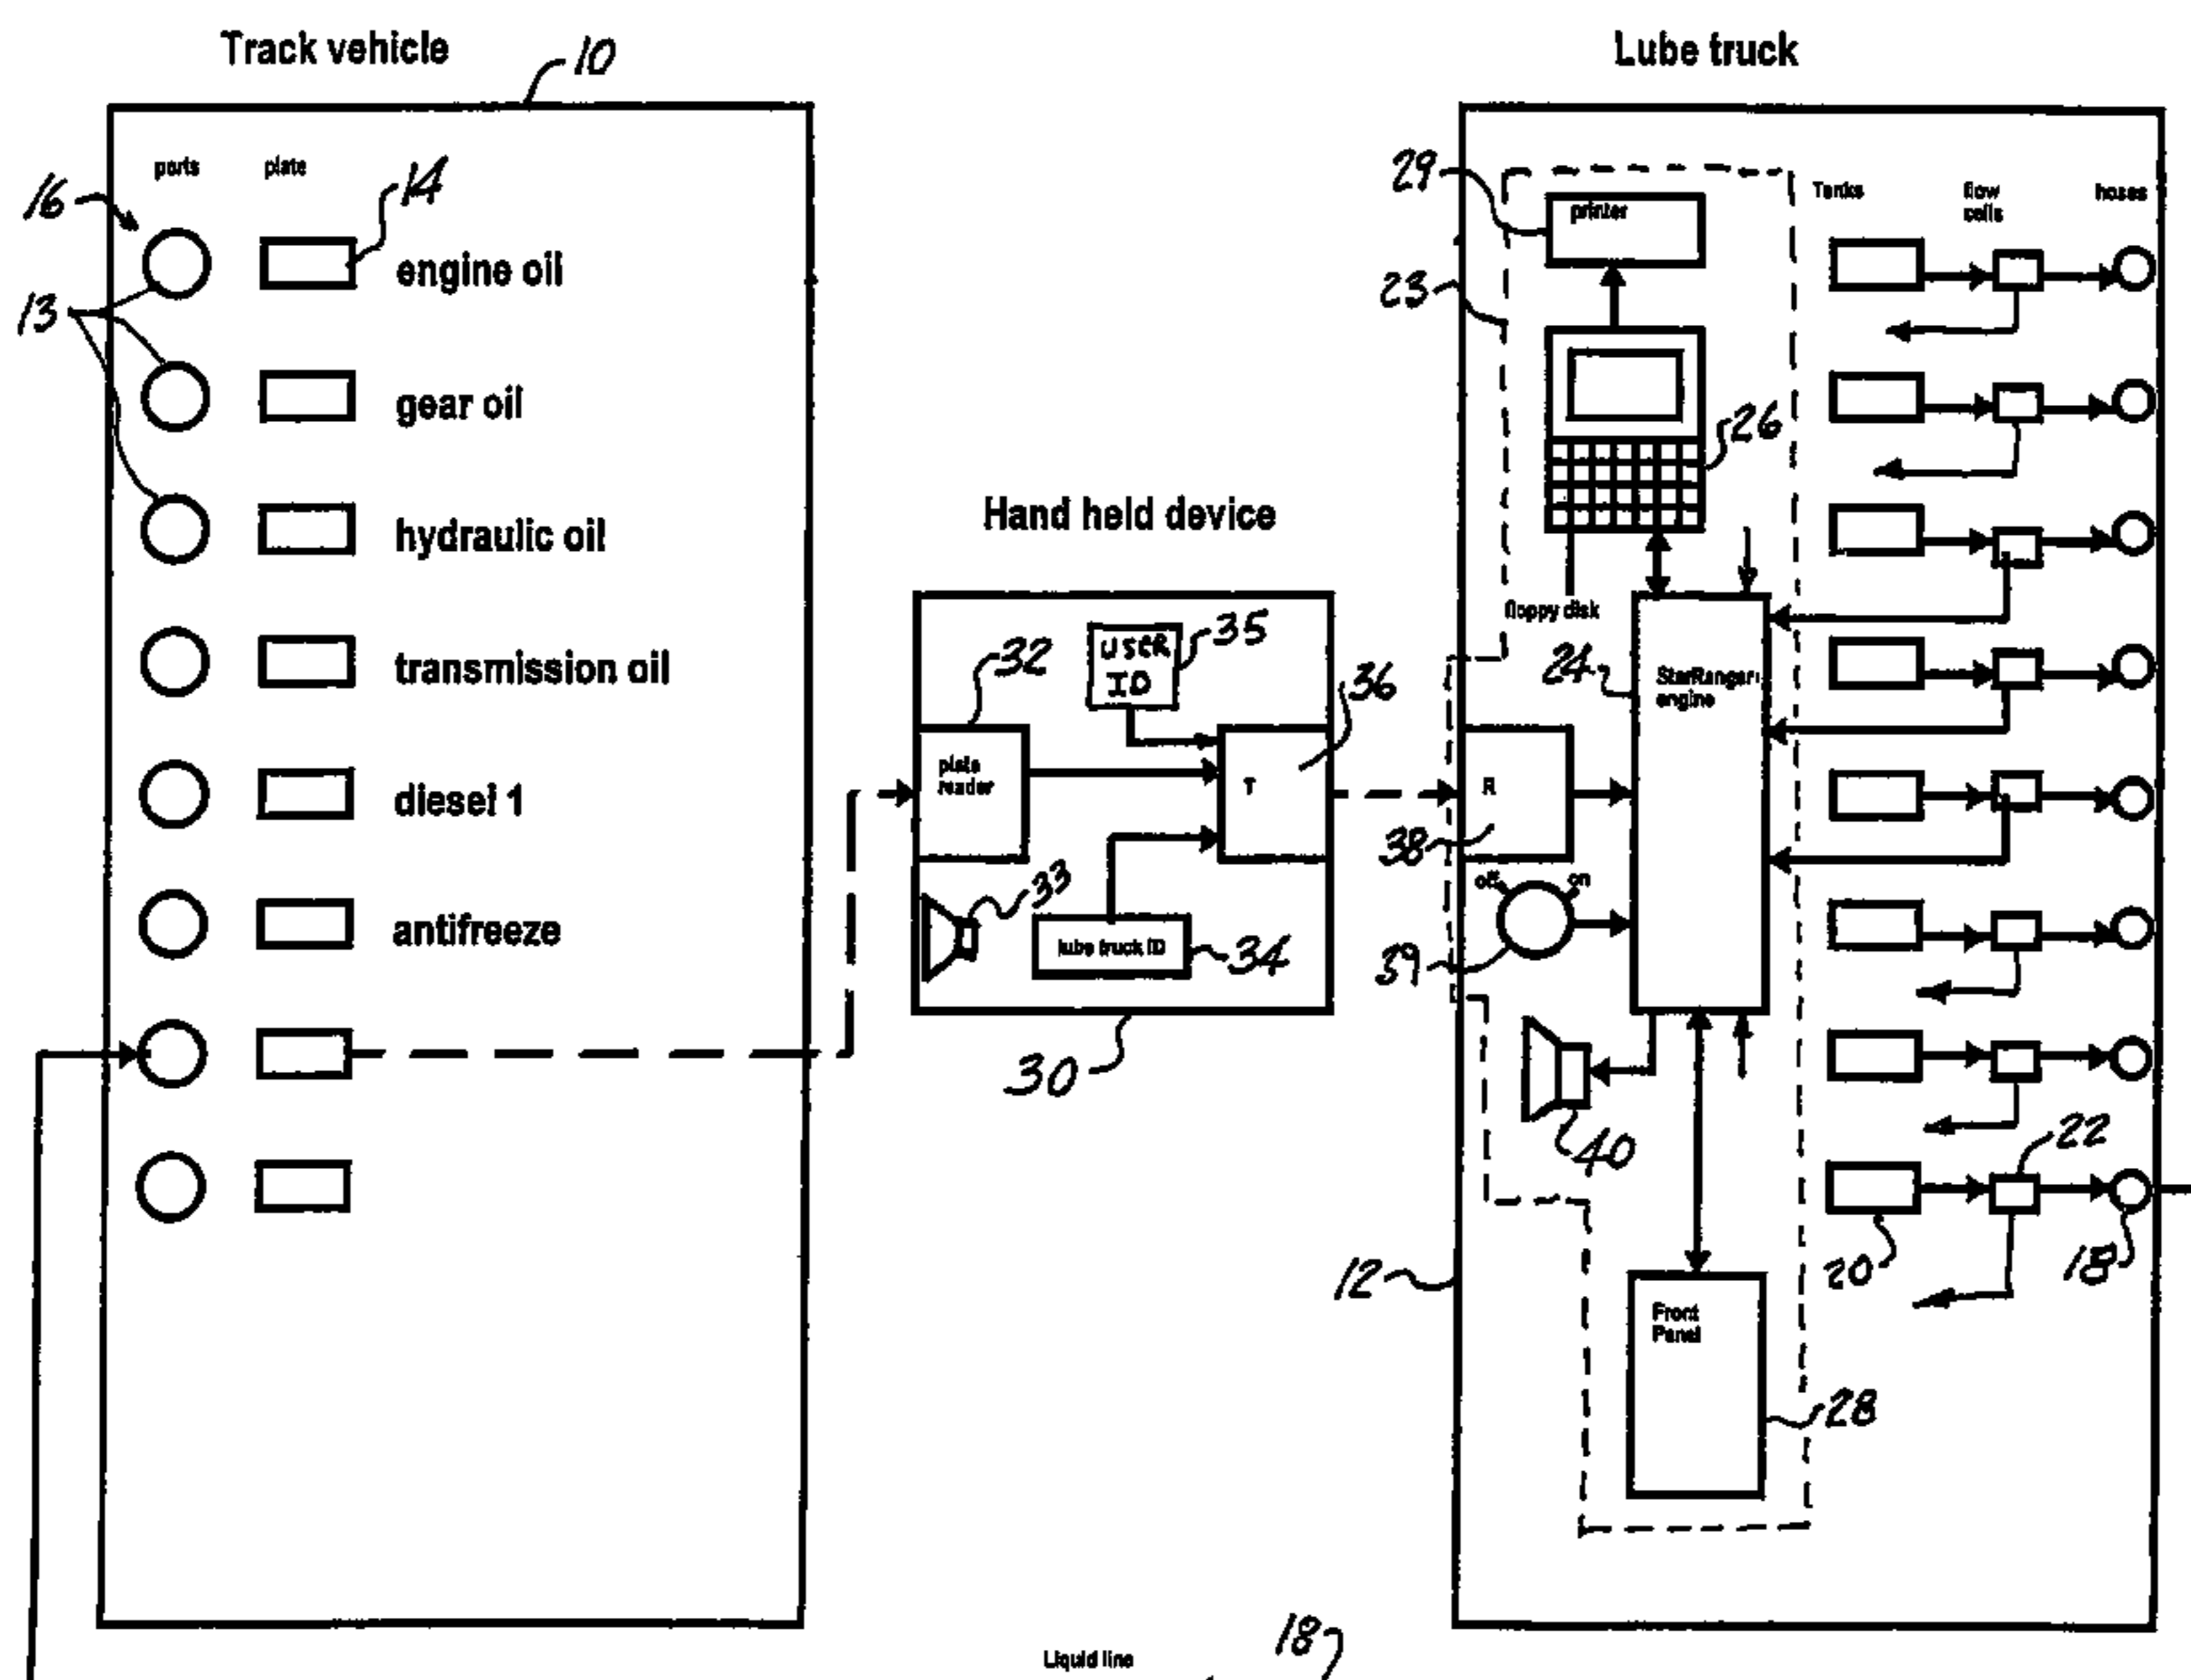 Track vehicle
10
ports
plate
16
14
engine oil
13
gear oil
hydraulic oil
transmission oil
diesel 1
antifreeze
Hand held device
32
USER
ID
35
36
plate
reader
T
33
lube truck ID
34
30
Lube truck
29
printer
Tanks
flow
cells
hoses
23
26
floppy disk
24
StarRanger
engine
R
38
off
on
39
40
22
12
20
18
Front
Panel
28
Liquid line
18